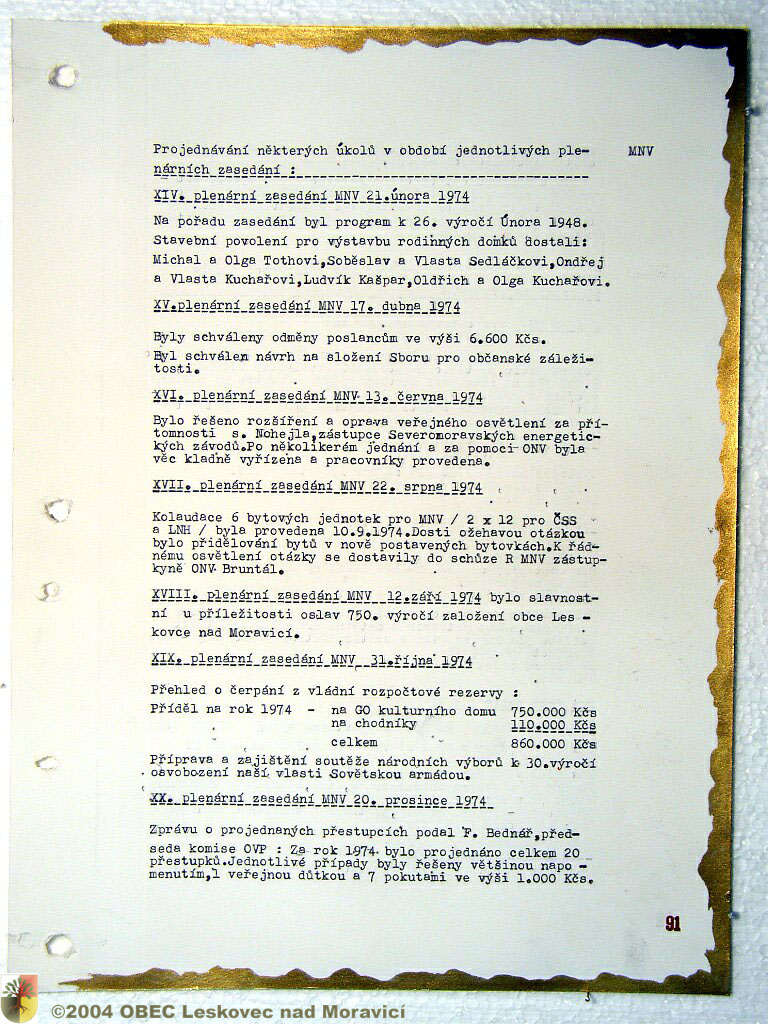 Projednávání některých úkolů v období jednotlivých ple- MNV
nárních zasedání :
XIV. plenární zasedání MNV 21.února 1974
Na pořadu zasedání byl program k 26. výročí Února 1948.
Stavební povolení pro výstavbu rodinných domků dostali:
Michal a Olga Tothovi,Soběslav a Vlasta Sedláčkovi,Ondřej
a Vlasta Kuchařovi,Ludvík Kašpar,Oldřich a Olga Kuchařovi.
XV.plenární zasedání MNV 17. dubna 1974
Byly schváleny odměny poslancům ve výši 6.600 Kčs.
Byl schválen návrh na složení Sboru pro občanské záleži-
tosti.
XVI. plenární zasedání MNV 13. června 1974
Bylo řešeno rozšíření a oprava veřejného osvětlení za pří-
tomnosti s. Nohejla,zástupce Severomoravských energetic-
kých závodů.Po několikerém jednání a za pomoci ONV byla
věc kladně vyřízena a pracovníky provedena.
XVII. plenární zasedání MNV 22. srpna 1974
Kolaudace 6 bytových jednotek pro MNV / 2 x 12 pro ČSS
a LNH / byla provedena 10.9.1974.Dosti ožehavou otázkou
bylo přidělování bytů v nově postavených bytovkách.K řád-
nému osvětlení otázky se dostavily do schůze R MNV zástup-
kyně ONV Bruntál.
XVIII. plenární zasedání MNV 12.září 1974 bylo slavnost-
ní u příležitosti oslav 750. výročí založení obce Les -
kovce nad Moravicí.
XIX. plenární zasedání MNV 31.října 1974
Přehled o čerpání z vládní rozpočtové rezervy :
Příděl na rok 1974 - na GO kulturního domu 750.000 Kčs
na chodníky 110.000 Kčs
celkem 860.000 Kčs
Příprava a zajištění soutěže národních výborů k 30.výročí
osvobození naší vlasti Sovětskou armádou.
XX. plenární zasedání MNV 20. prosince 1974
Zprávu o projednaných přestupcích podal F. Bednář,před-
seda komise OVP : Za rok 1974 bylo projednáno celkem 20
přestupků.Jednotlivé případy byly řešeny většinou napo -
menutím,1 veřejnou důtkou a 7 pokutami ve výši 1.000 Kčs.
91
©2004 OBEC Leskovec nad Moravicí